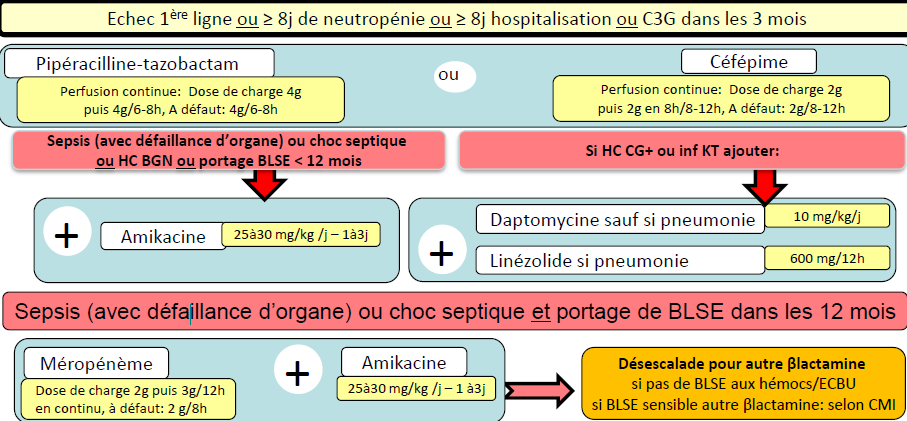 Echec 1ère ligne ou ≥ 8j de neutropénie ou ≥ 8j hospitalisation ou C3G dans les 3 mois
Pipéracilline-tazobactam
Perfusion continue: Dose de charge 4g
puis 4g/6-8h, A défaut: 4g/6-8h
ou
Céfépime
Perfusion continue: Dose de charge 2g
puis 2g en 8h/8-12h, A défaut: 2g/8-12h
Sepsis (avec défaillance d'organe) ou choc septique
ou HC BGN ou portage BLSE < 12 mois
Si HC CG+ ou inf KT ajouter:
+
Amikacine
25à30 mg/kg /j – 1à3j
+
Daptomycine sauf si pneumonie
10 mg/kg/j
Linézolide si pneumonie
600 mg/12h
Sepsis (avec défaillance d'organe) ou choc septique et portage de BLSE dans les 12 mois
Méropénème
Dose de charge 2g puis 3g/12h
en continu, à défaut: 2 g/8h
+
Amikacine
25à30 mg/kg /j – 1 à3j
Désescalade pour autre βlactamine
si pas de BLSE aux hémocs/ECBU
si BLSE sensible autre βlactamine: selon CMI